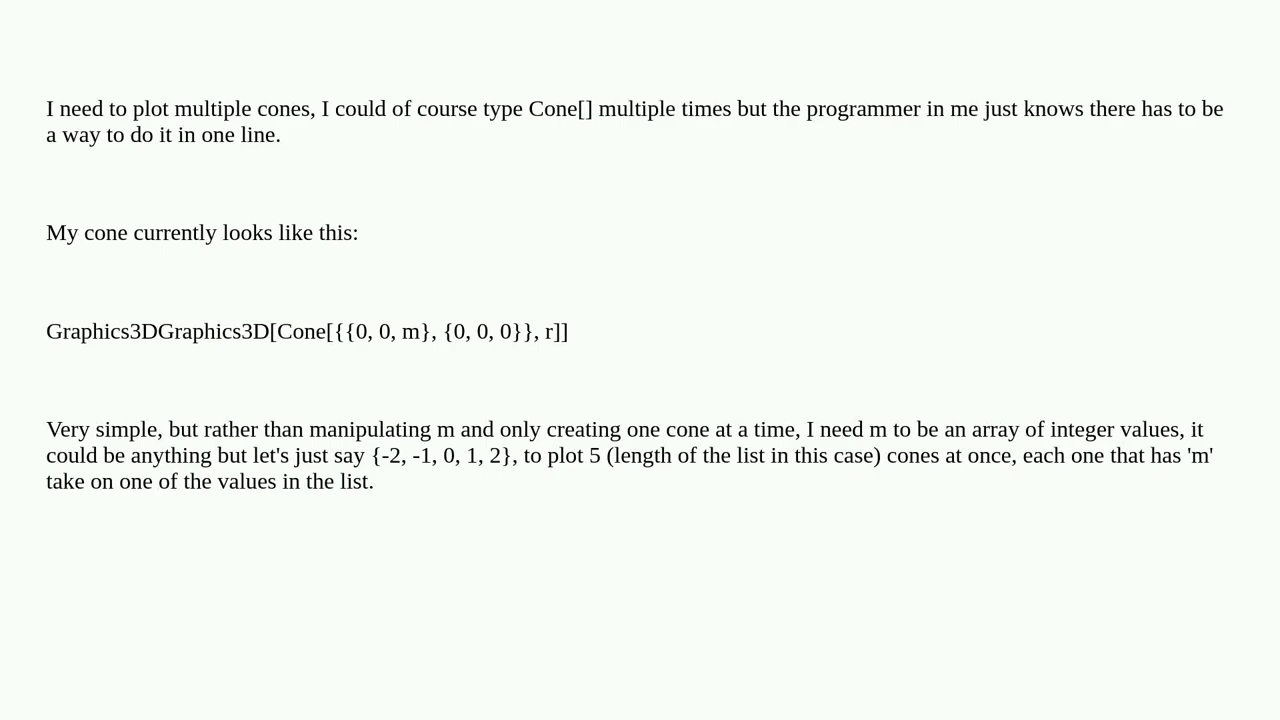 I need to plot multiple cones, I could of course type Cone[] multiple times but the programmer in me just knows there has to be
a way to do it in one line.
My cone currently looks like this:
Graphics3DGraphics3D[Cone[{{0, 0, m}, {0, 0, 0}}, r]]
Very simple, but rather than manipulating m and only creating one cone at a time, I need m to be an array of integer values, it
could be anything but let's just say {-2, -1, 0, 1, 2}, to plot 5 (length of the list in this case) cones at once, each one that has 'm'
take on one of the values in the list.